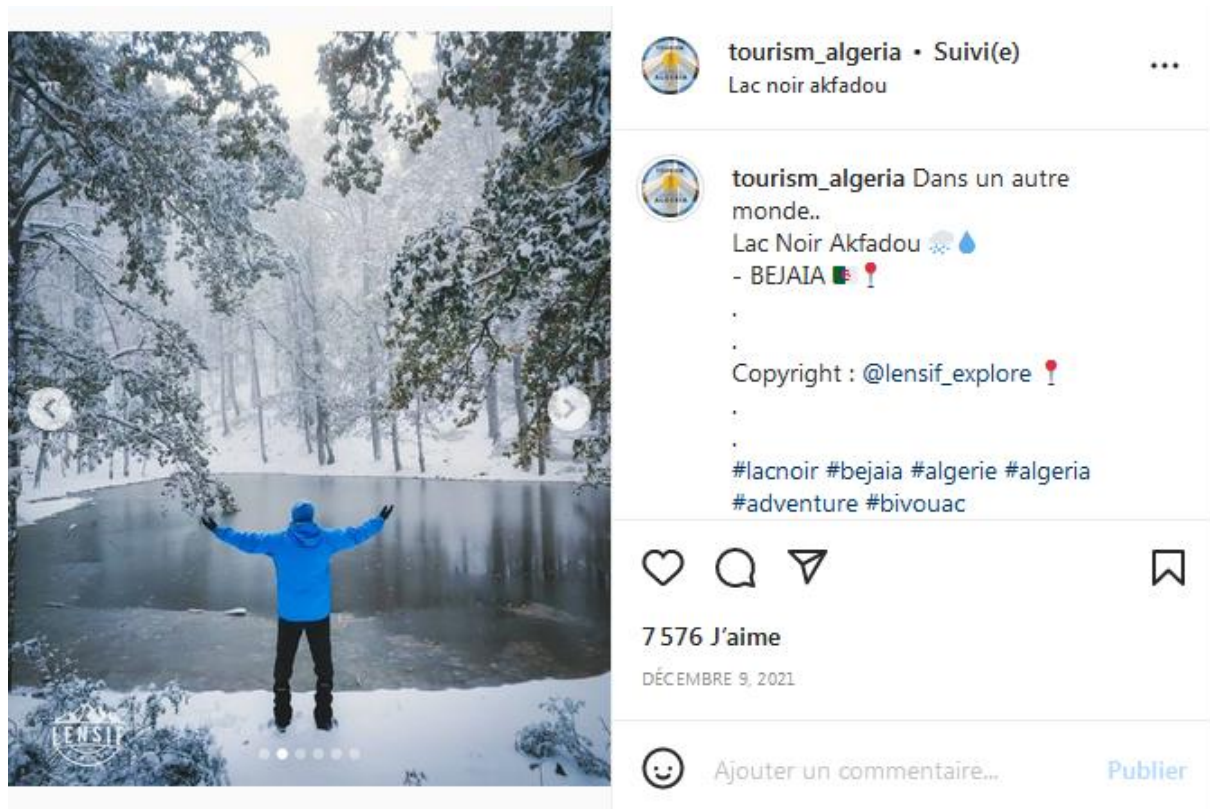 tourism_algeria • Suivi(e)
Lac noir akfadou
tourism_algeria Dans un autre
monde..
Lac Noir Akfadou 🌨💧
- BEJAIA 🇩🇿📍
.
.
Copyright : @lensif_explore 📍
.
.
#lacnoir #bejaia #algerie #algeria
#adventure #bivouac
7 576 J'aime
DÉCEMBRE 9, 2021
Ajouter un commentaire... Publier
LENSIF